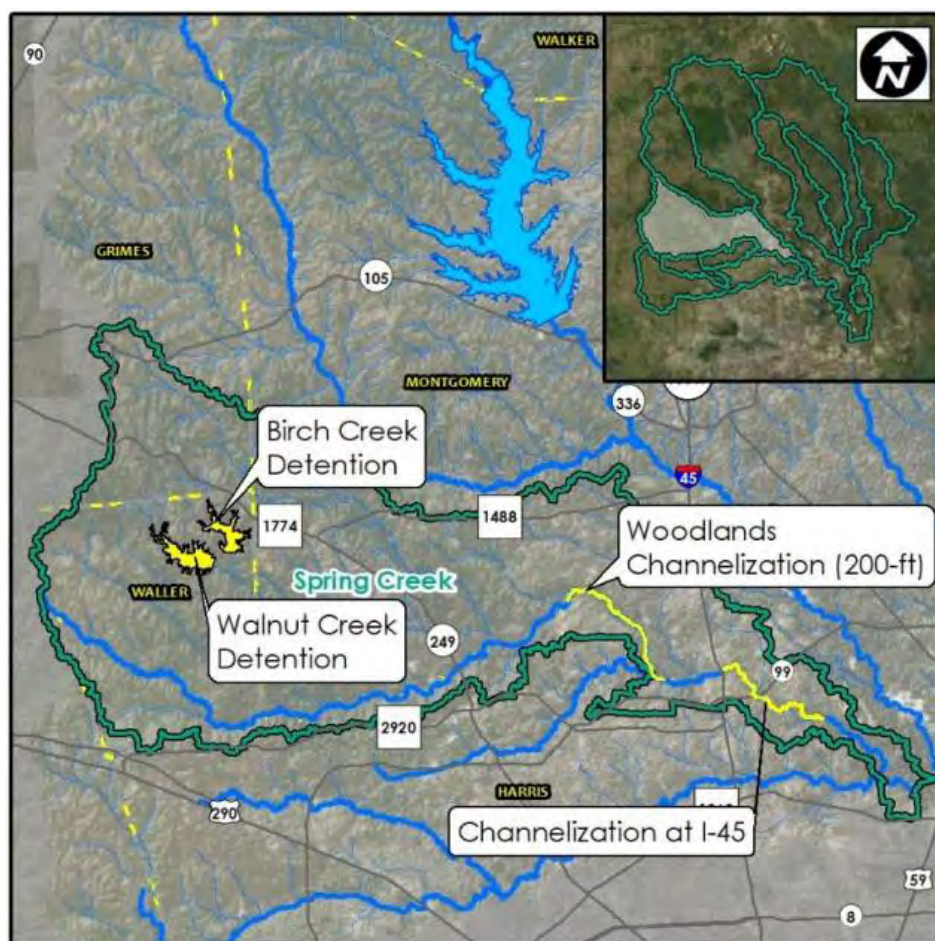 90
WALKER
N
GRIMES
105
MONTGOMERY
336
Birch Creek
Detention
45
1774
1488
Woodlands
Channelization (200-ft)
Spring Creek
WALLER
Walnut Creek
Detention
249
99
2920
HARRIS
290
Channelization at I-45
59
8